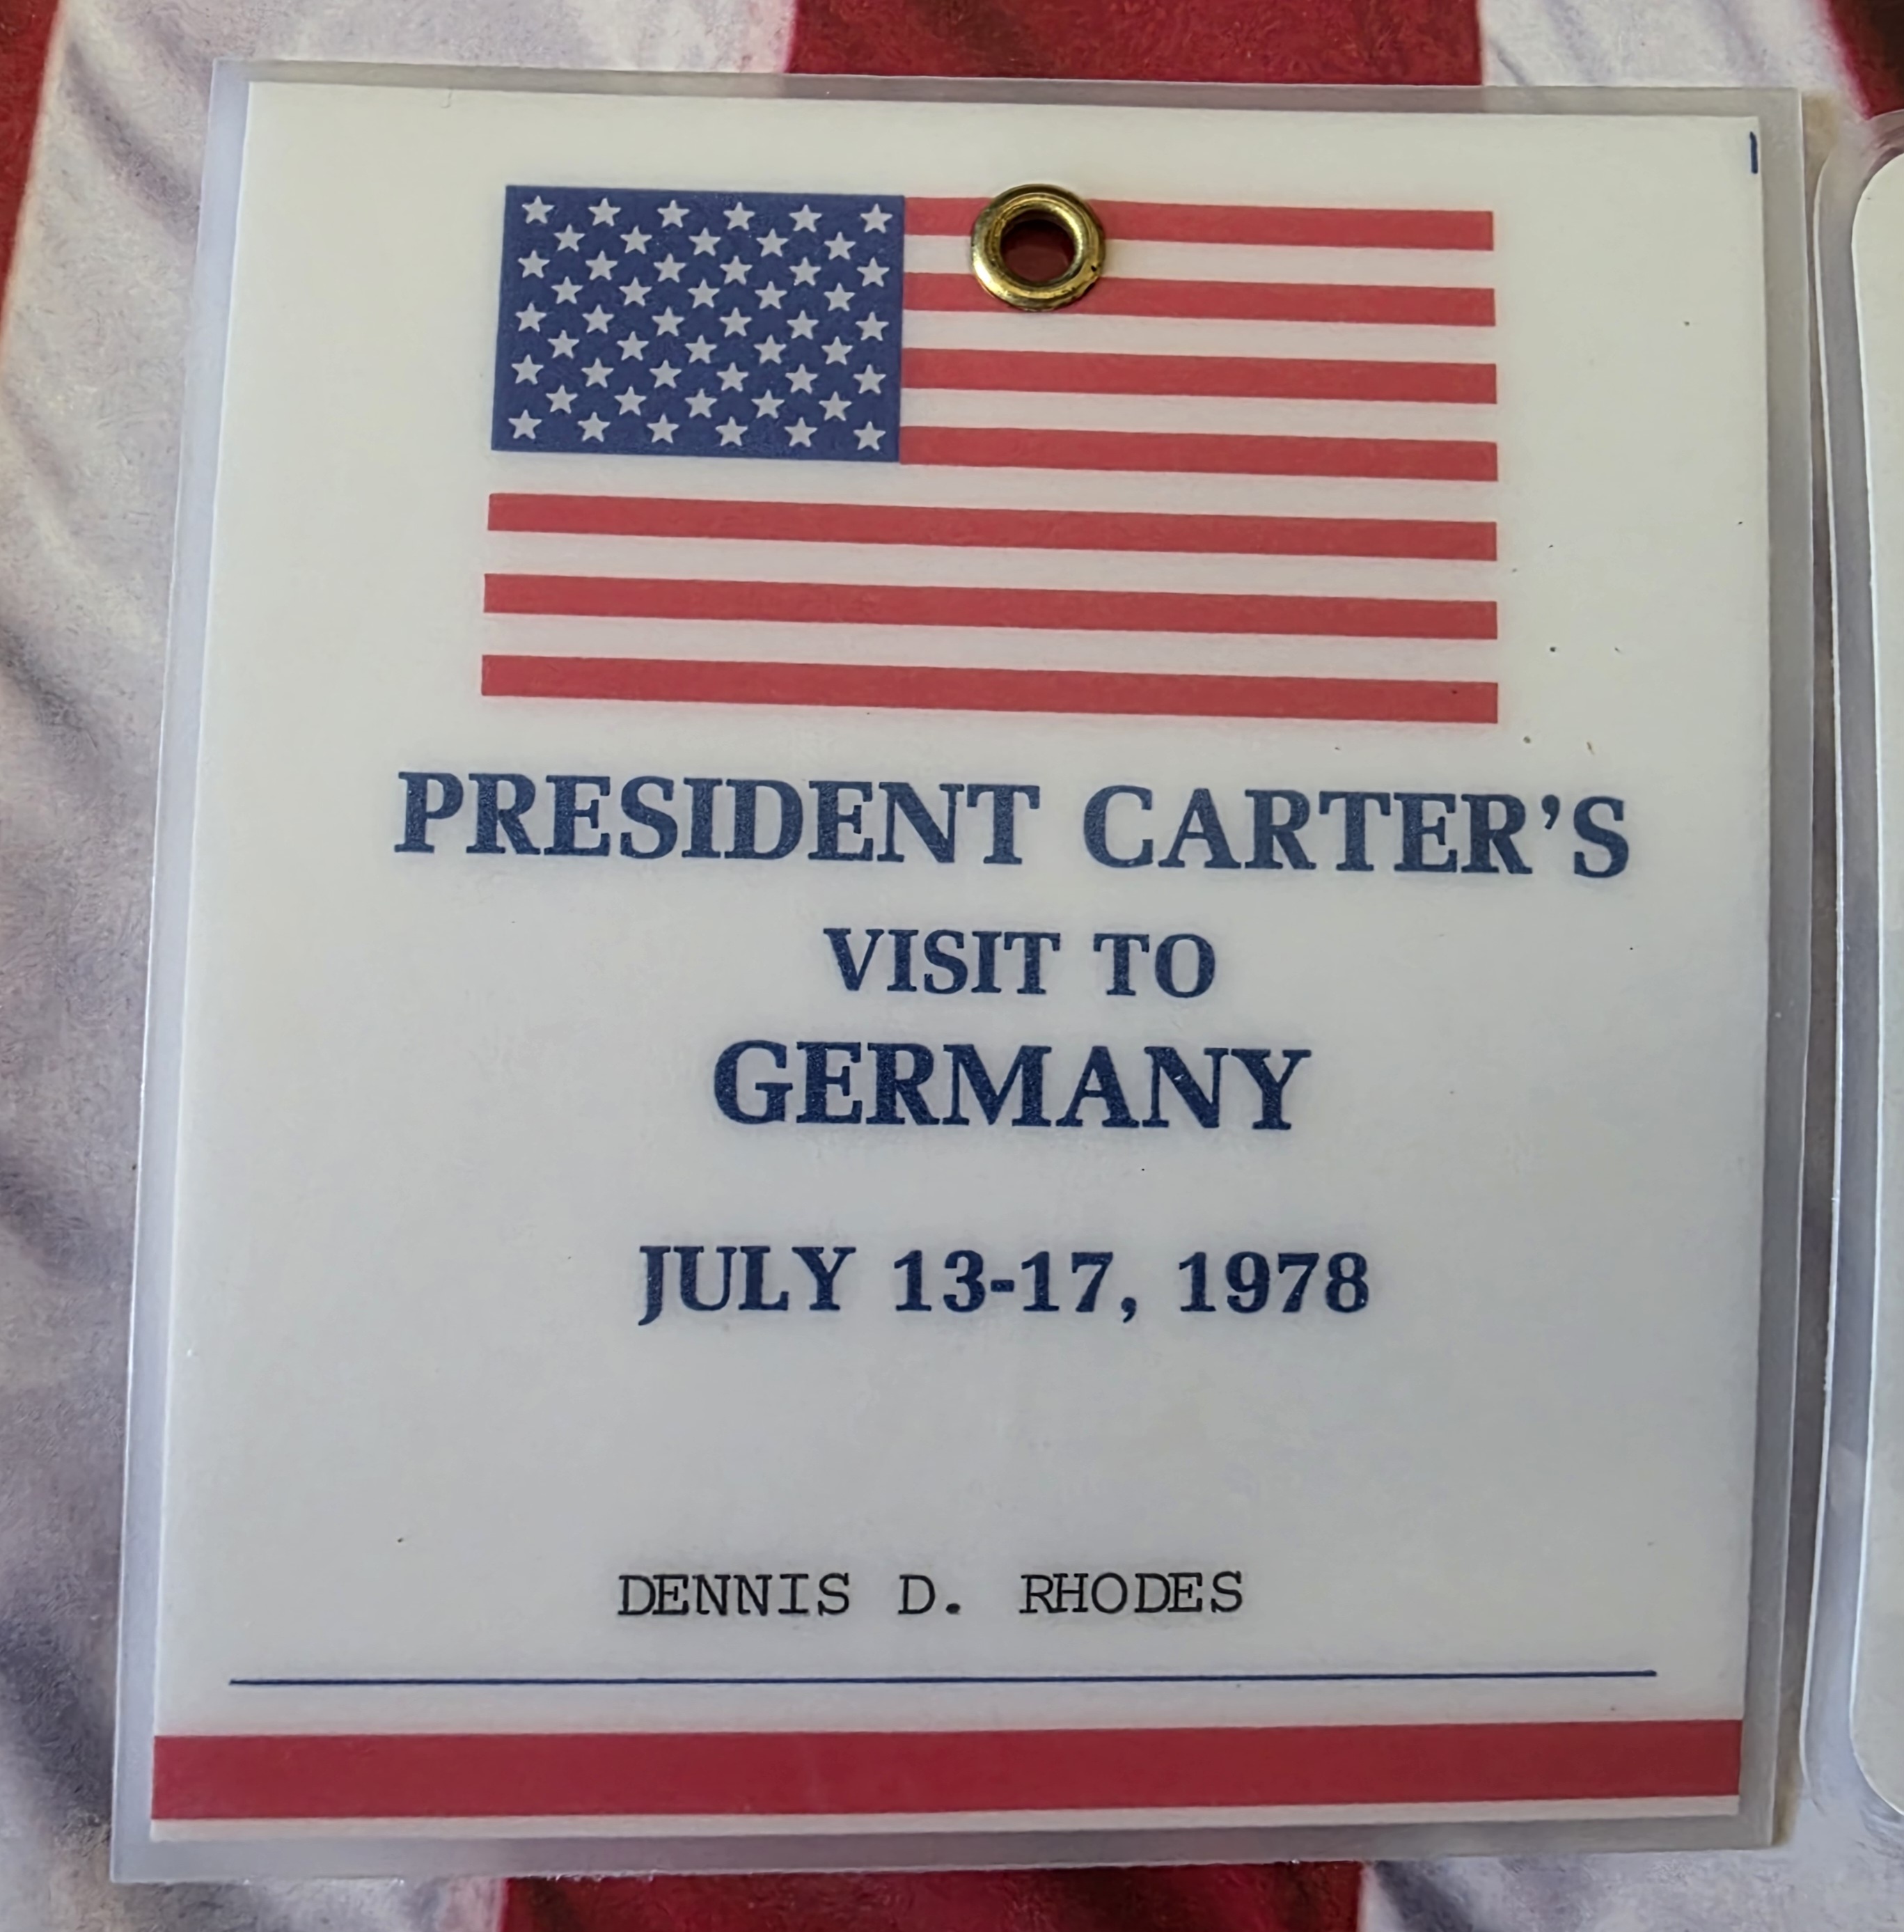 PRESIDENT CARTER'S
VISIT TO
GERMANY
JULY 13-17, 1978
DENNIS D. RHODES